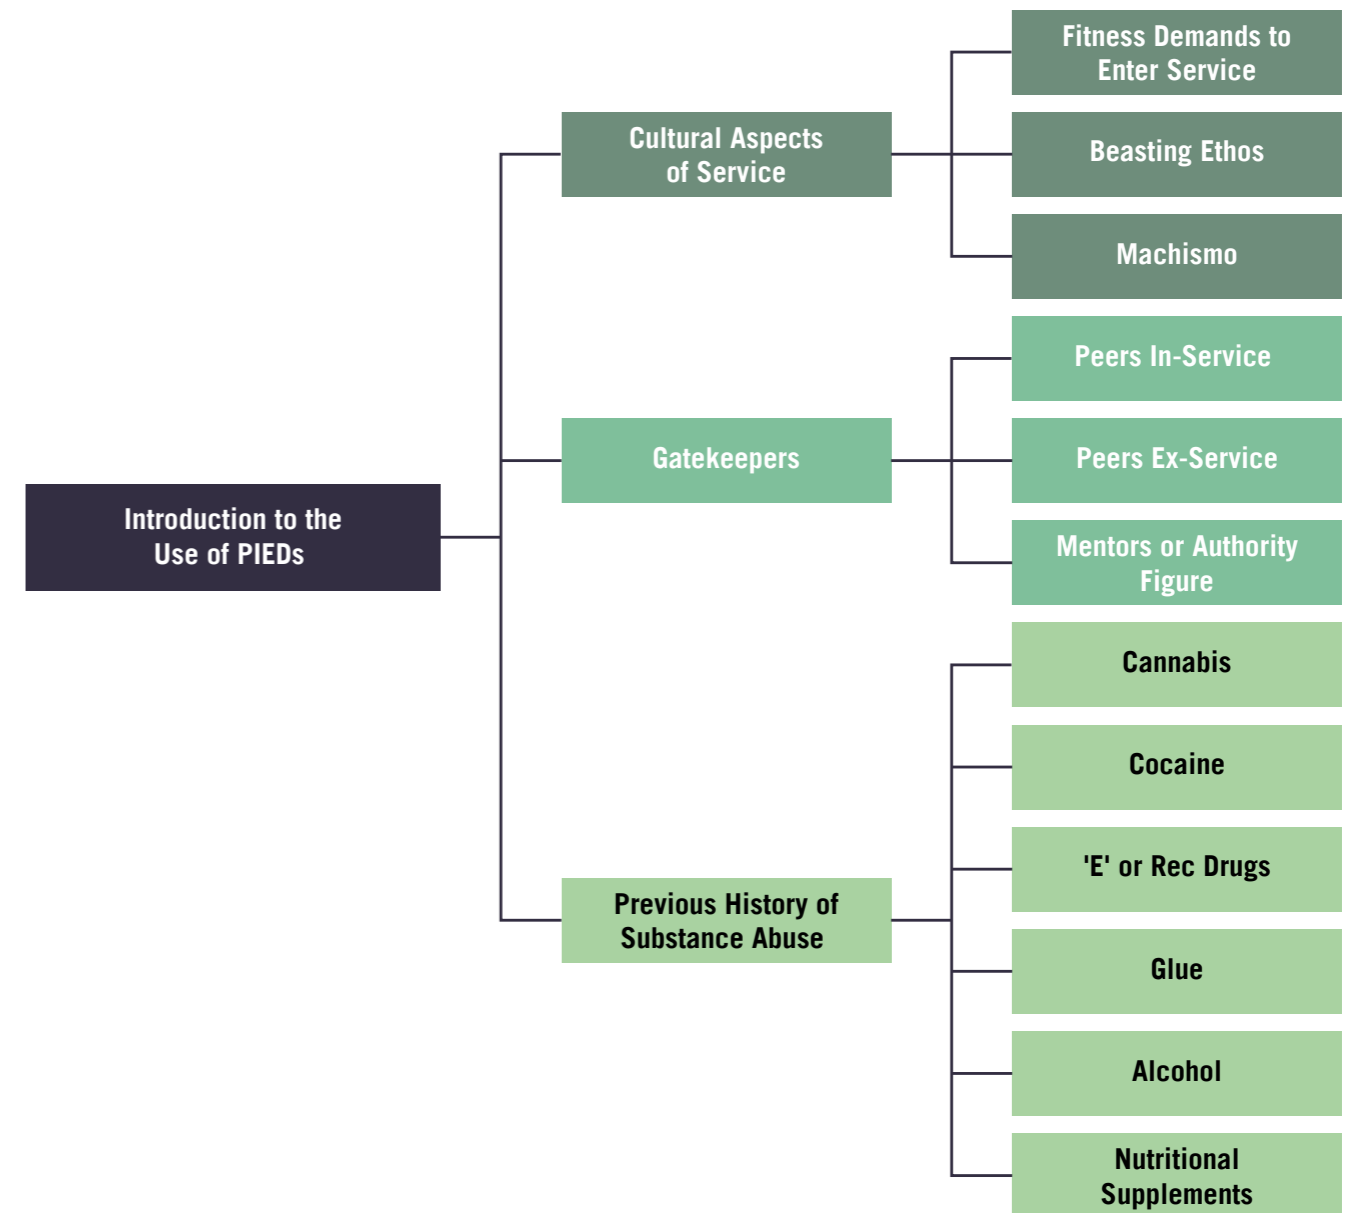 Fitness Demands to
Enter Service
Cultural Aspects
of Service
Beasting Ethos
Machismo
Peers In-Service
Gatekeepers
Peers Ex-Service
Introduction to the
Use of PIEDs
Mentors or Authority
Figure
Cannabis
Cocaine
'E' or Rec Drugs
Previous History of
Substance Abuse
Glue
Alcohol
Nutritional
Supplements